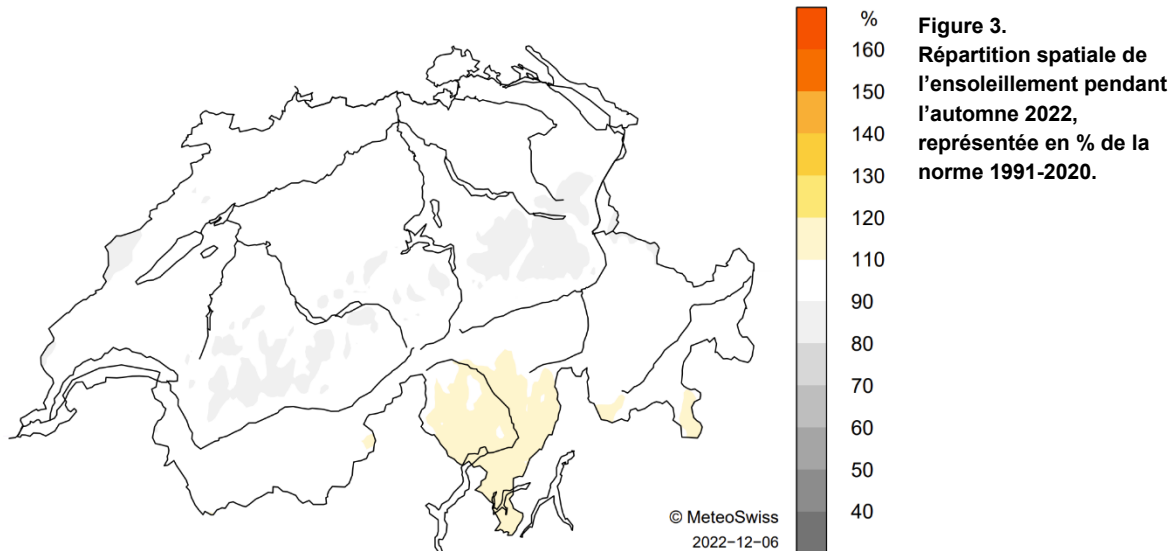 %
160
150
140
130
120
110
90
80
70
60
50
40
Figure 3.
Répartition spatiale de
l’ensoleillement pendant
l’automne 2022,
représentée en % de la
norme 1991-2020.
© MeteoSwiss
2022−12−06